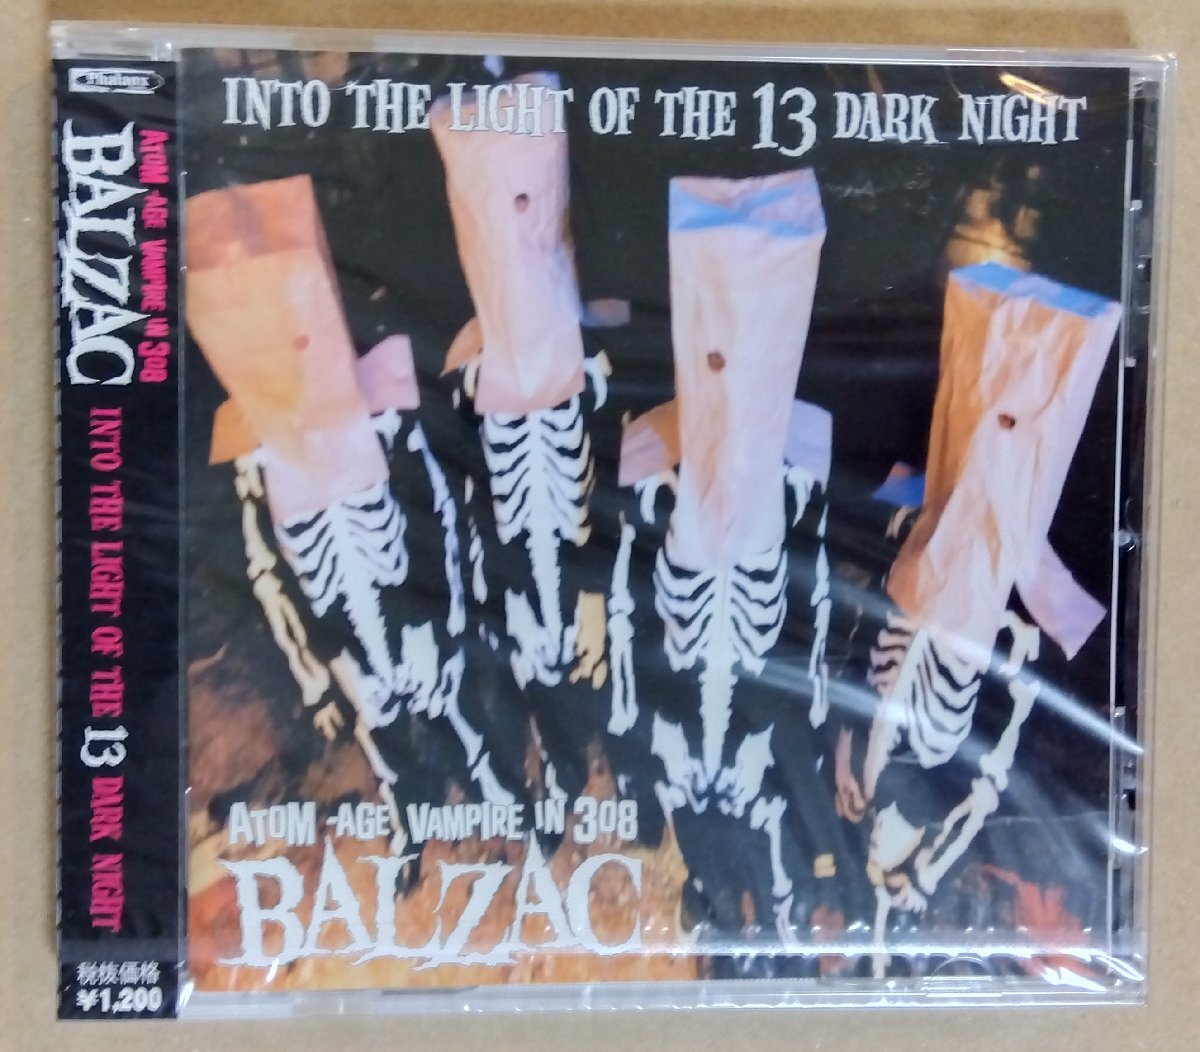 Phalanx
ATOM-AGE VAMPIRE IN 308
BALZAC
INTO THE LIGHT OF THE 13 DARK NIGHT
税抜価格
¥1,200
INTO THE LIGHT OF THE 13 DARK NIGHT
ATOM-AGE VAMPIRE IN 308
BALZAC